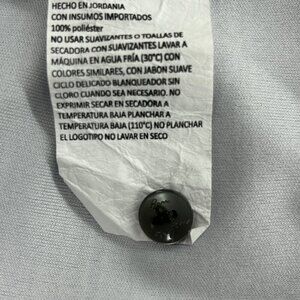 HECHO EN JORDANIA
CON INSUMOS IMPORTADOS
100% poliéster
NO USAR SUAVIZANTES O TOALLAS DE
SECADORA CON SUAVIZANTES LAVAR A
MÁQUINA EN AGUA FRÍA (30°C) CON
COLORES SIMILARES, CON JABÓN SUAVE
CICLO DELICADO BLANQUEADOR SIN
CLORO CUANDO SEA NECESARIO. NO
EXPRIMIR SECAR EN SECADORA A
TEMPERATURA BAJA PLANCHAR A
TEMPERATURA BAJA (110°C) NO PLANCHAR
EL LOGOTIPO NO LAVAR EN SECO